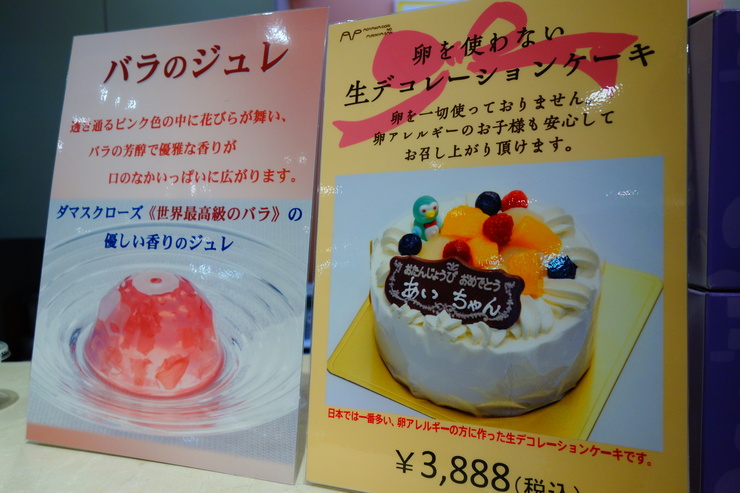 バラのジュレ
透き通るピンク色の中に花びらが舞い、
バラの芳醇で優雅な香りが
口のなかいっぱいに広がります。
ダマスクローズ《世界最高級のバラ》の
優しい香りのジュレ
卵を使わない
生デコレーションケーキ
卵を一切使っておりません。
卵アレルギーのお子様も安心して
お召し上がり頂けます。
おたんじょうび おめでとう
あいちゃん
日本では一番多い、卵アレルギーの方に作った生デコレーションケーキです。
￥3,888(税込)